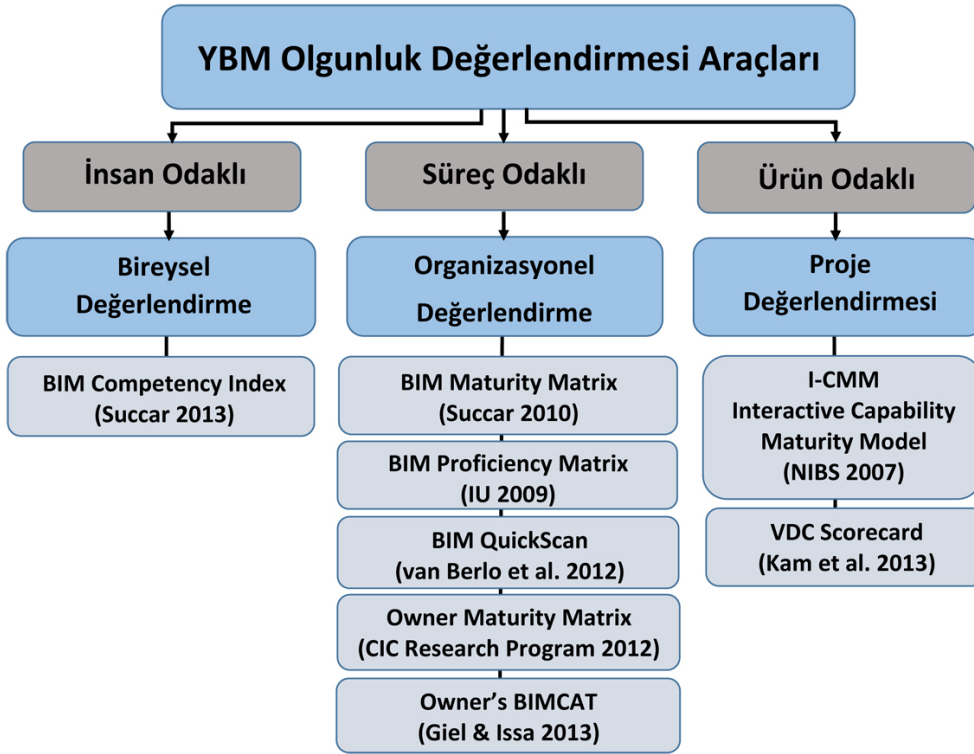 YBM Olgunluk Değerlendirmesi Araçları
İnsan Odaklı
Süreç Odaklı
Ürün Odaklı
Bireysel
Değerlendirme
Organizasyonel
Değerlendirme
Proje
Değerlendirmesi
BIM Competency Index
(Succar 2013)
BIM Maturity Matrix
(Succar 2010)
BIM Proficiency Matrix
(IU 2009)
BIM QuickScan
(van Berlo et al. 2012)
Owner Maturity Matrix
(CIC Research Program 2012)
Owner’s BIMCAT
(Giel & Issa 2013)
I-CMM
Interactive Capability
Maturity Model
(NIBS 2007)
VDC Scorecard
(Kam et al. 2013)